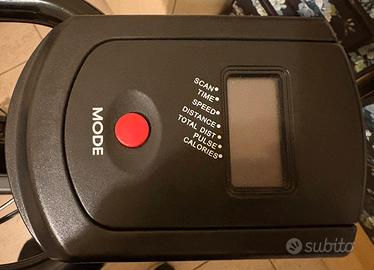 SCAN
TIME
SPEED
DISTANCE
TOTAL DIST
PULSE
CALORIES
MODE
subito